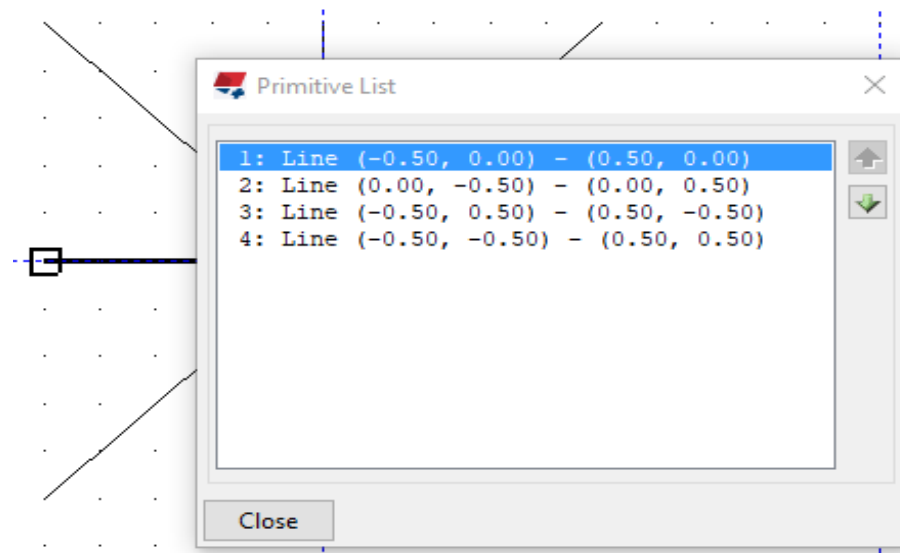 Primitive List
1: Line (-0.50, 0.00) - (0.50, 0.00)
2: Line (0.00, -0.50) - (0.00, 0.50)
3: Line (-0.50, 0.50) - (0.50, -0.50)
4: Line (-0.50, -0.50) - (0.50, 0.50)
Close